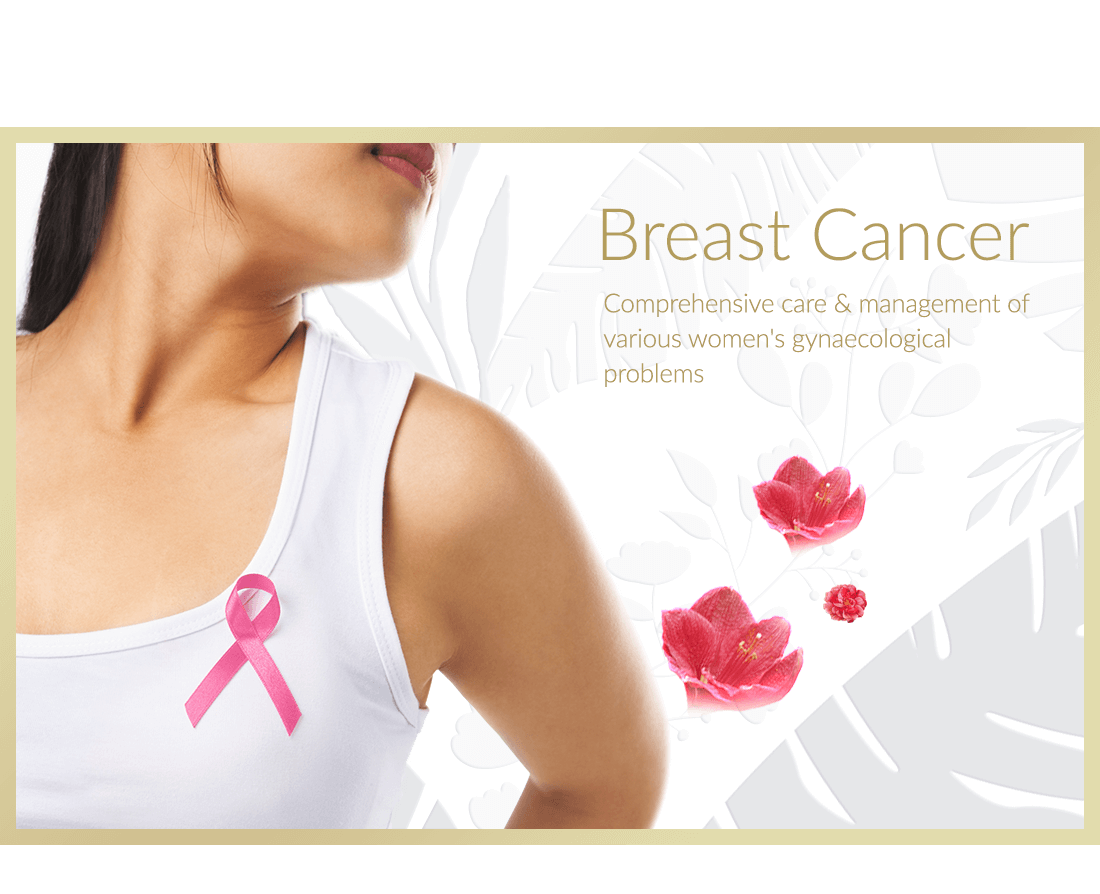 Breast Cancer
Comprehensive care & management of
various women's gynaecological
problems